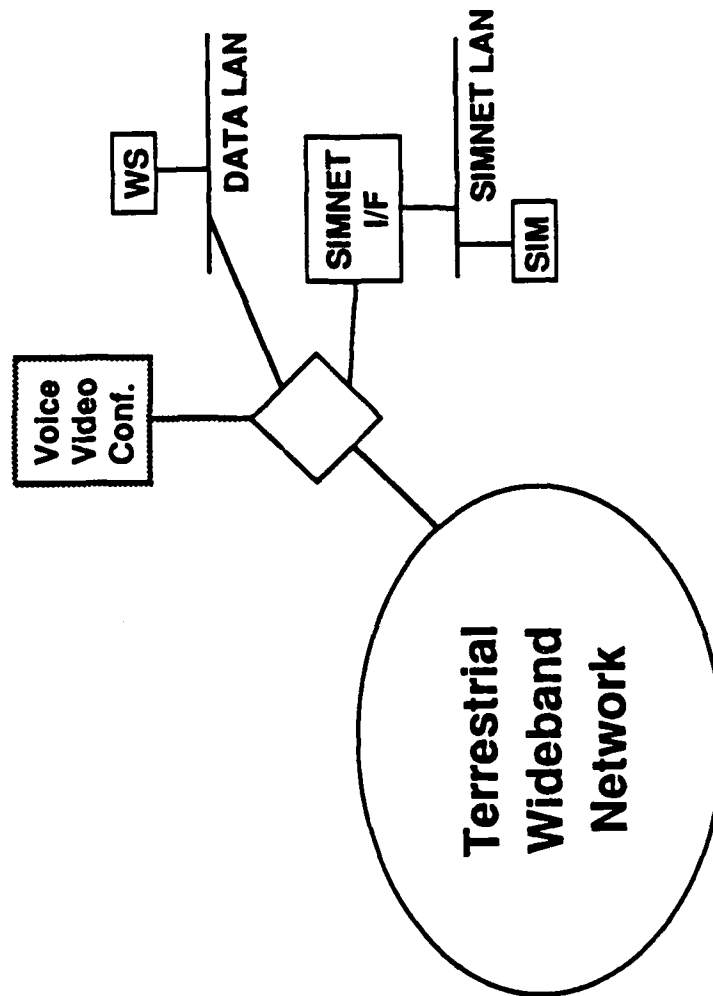 Voice
Video
Conf.
WS
DATA LAN
SIMNET
I/F
SIMNET LAN
SIM
Terrestrial
Wideband
Network